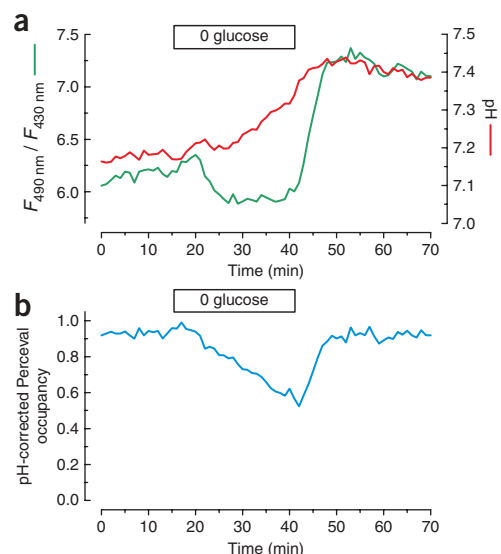 a
0 glucose
7.5
7.0
6.5
6.0
F490 nm / F430 nm
7.5
7.4
7.3
7.2
7.1
7.0
pH
0 10 20 30 40 50 60 70
Time (min)
b
0 glucose
1.0
0.8
0.6
0.4
0.2
0.0
pH-corrected Perceval
occupancy
0 10 20 30 40 50 60 70
Time (min)